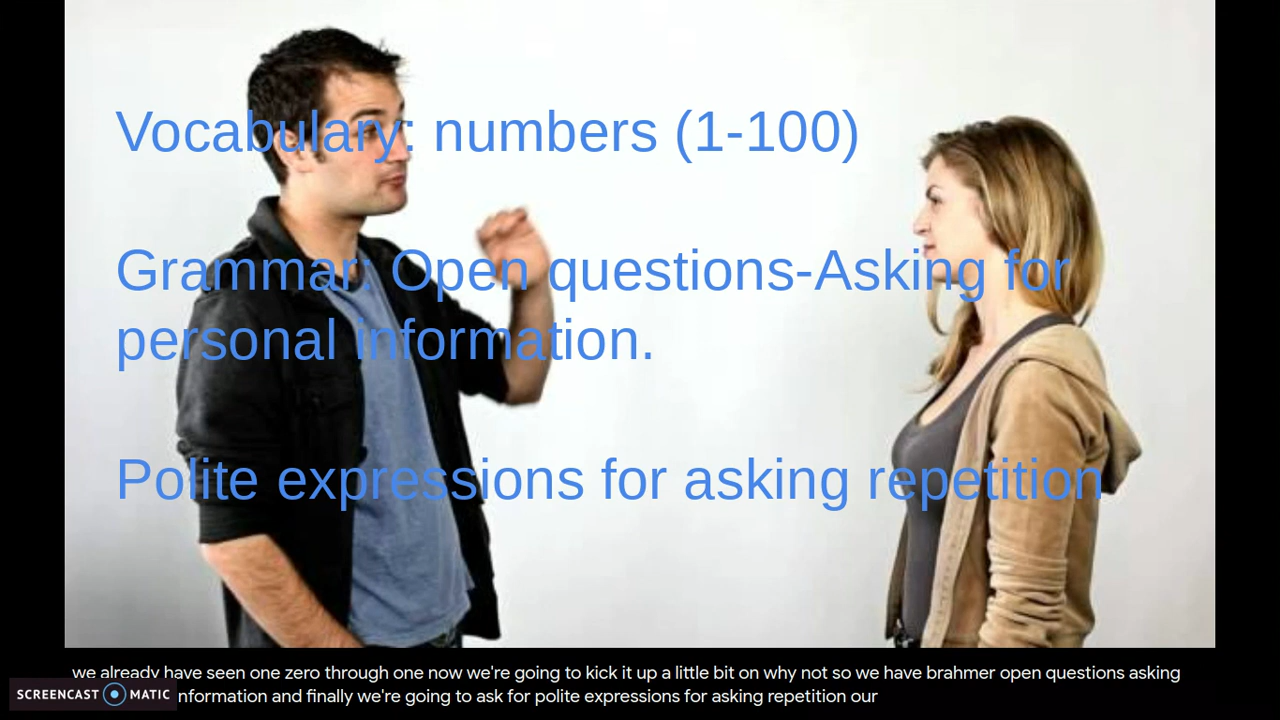 Vocabulary: numbers (1-100)
Grammar: Open questions-Asking for
personal information.
Polite expressions for asking repetition
we already have seen one zero through one now we're going to kick it up a little bit on why not so we have brahmer open questions asking
nformation and finally we're going to ask for polite expressions for asking repetition our
SCREENCAST MATIC